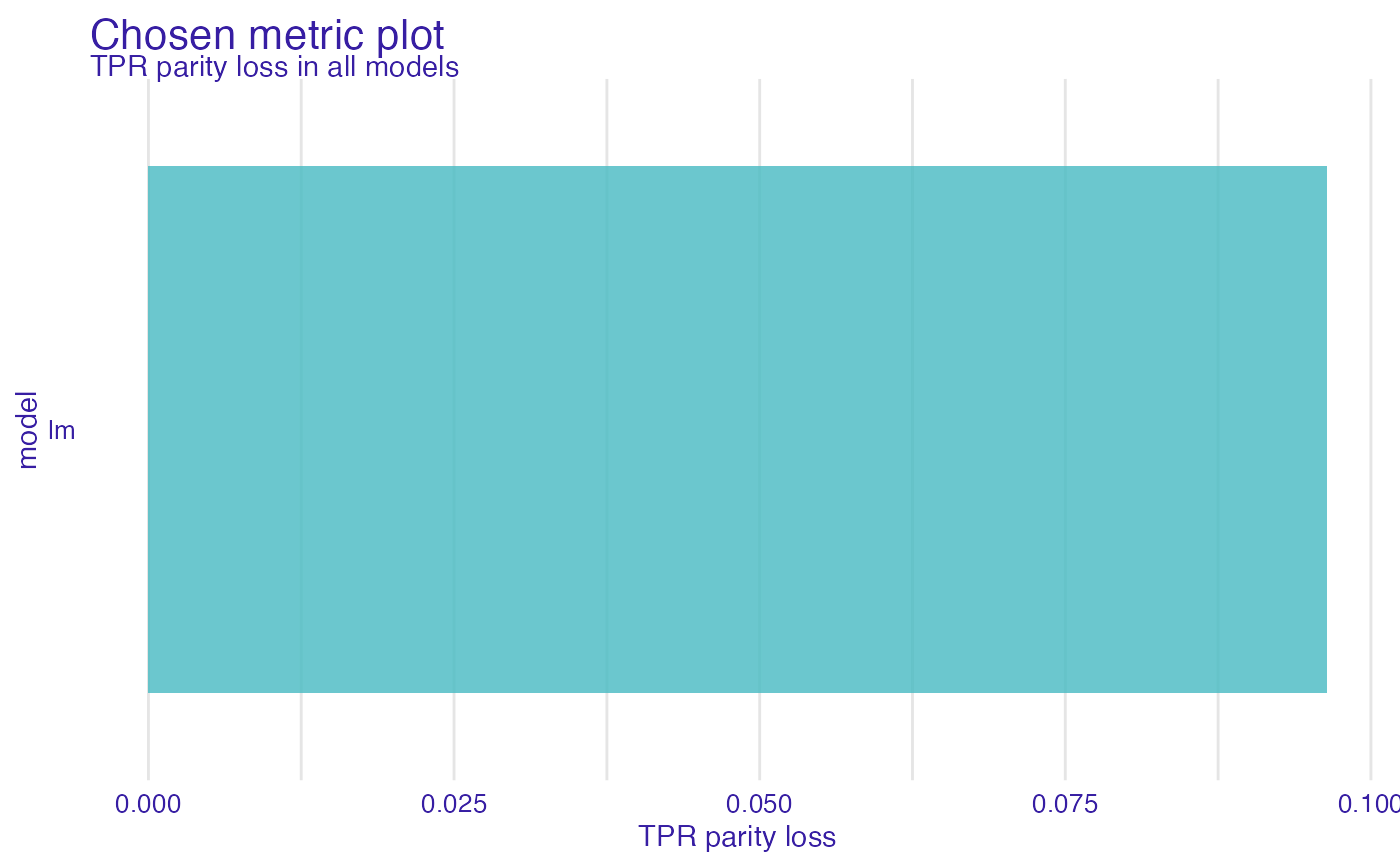 Chosen metric plot
TPR parity loss in all models
model
lm
0.000 0.025 0.050 0.075 0.100
TPR parity loss